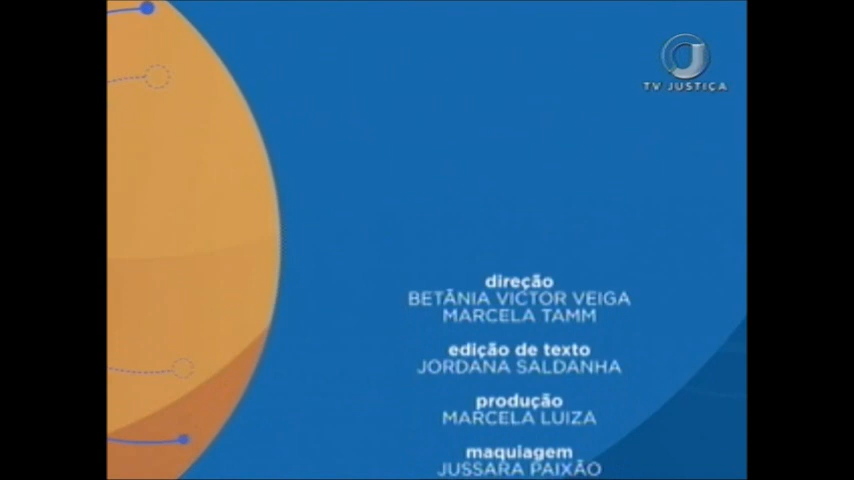 TV JUSTIÇA
direção
BETÂNIA VICTOR VEIGA
MARCELA TAMM
edição de texto
JORDANA SALDANHA
produção
MARCELA LUIZA
maquiagem
JUSSARA PAIXÃO